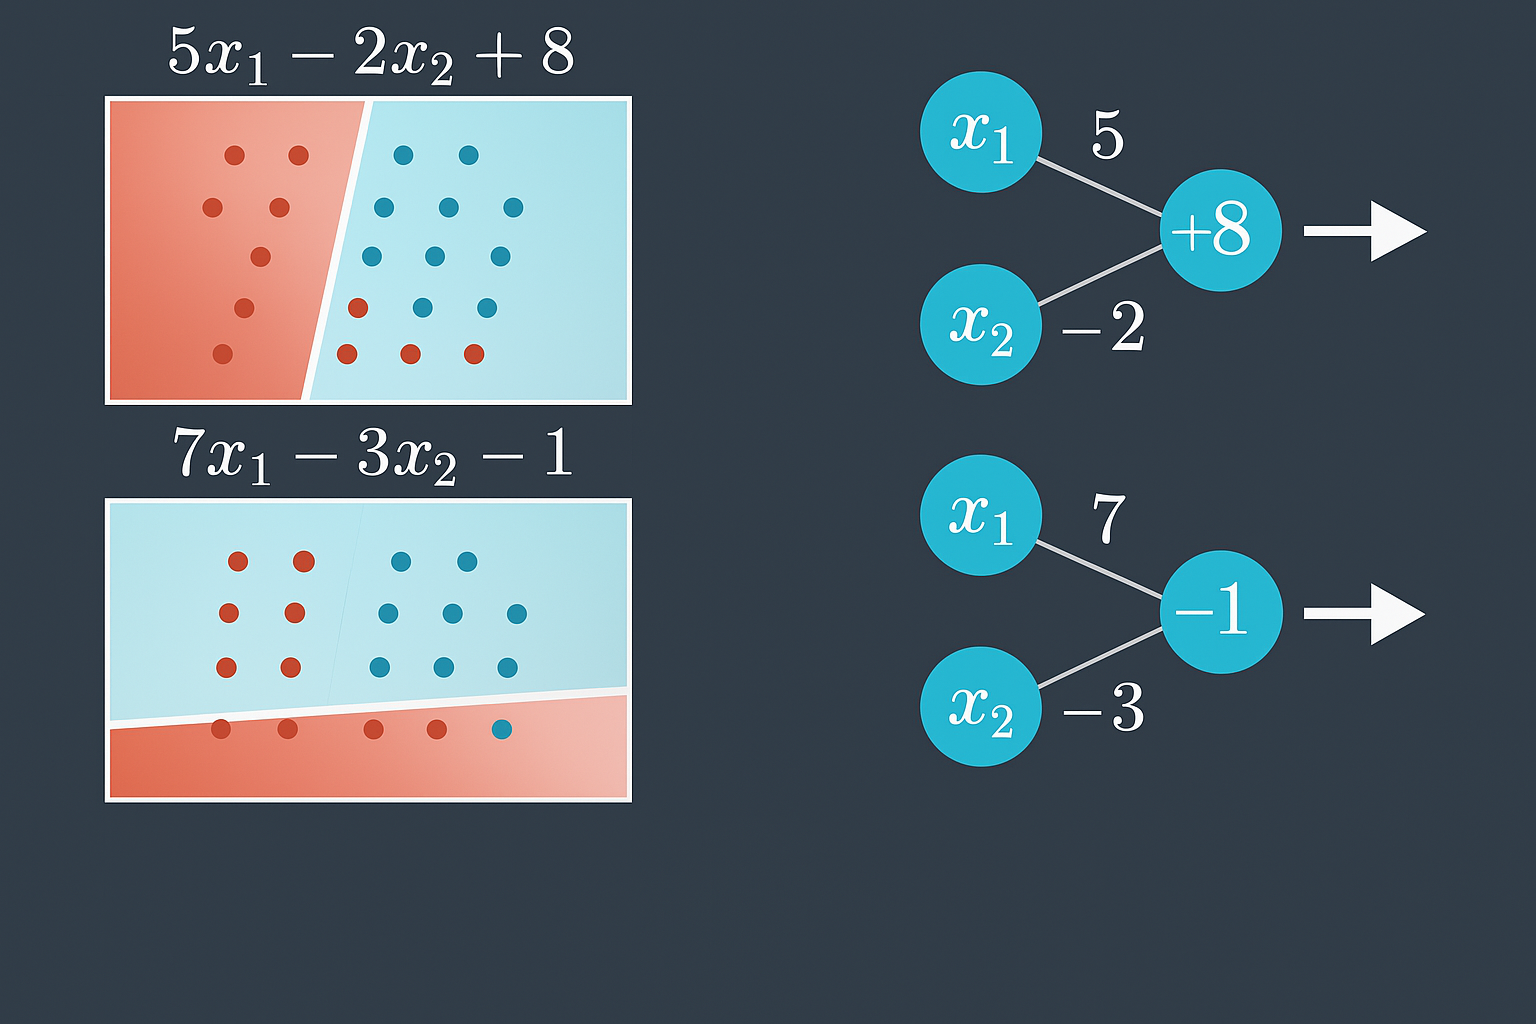 5x₁ − 2x₂ + 8
x₁
5
+8
x₂
−2
7x₁ − 3x₂ − 1
x₁
7
−1
x₂
−3